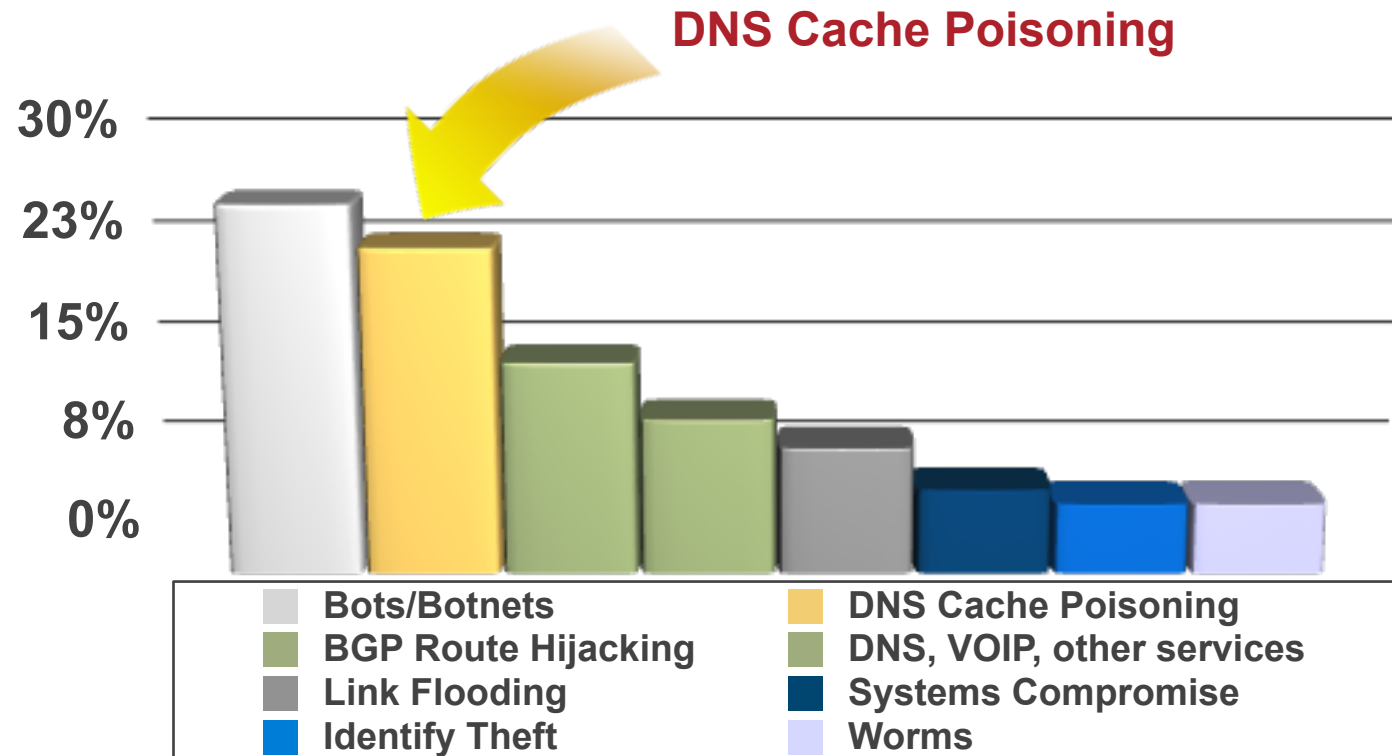 DNS Cache Poisoning
30%
23%
15%
8%
0%
Bots/Botnets
DNS Cache Poisoning
BGP Route Hijacking
DNS, VOIP, other services
Link Flooding
Systems Compromise
Identify Theft
Worms